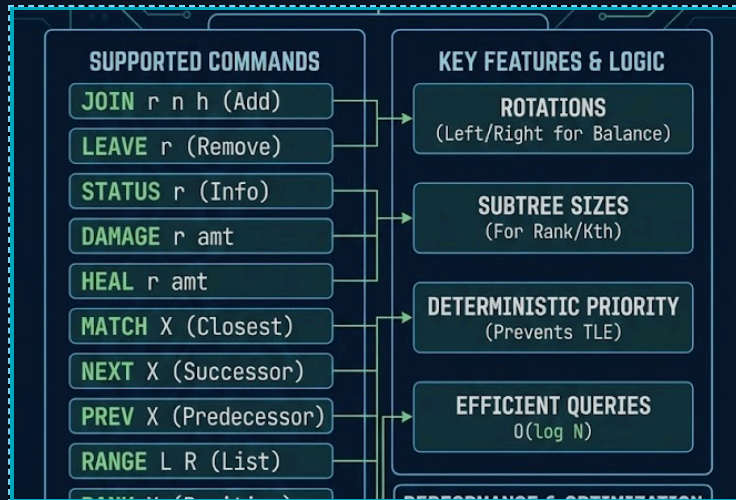 SUPPORTED COMMANDS
JOIN r n h (Add)
LEAVE r (Remove)
STATUS r (Info)
DAMAGE r amt
HEAL r amt
MATCH X (Closest)
NEXT X (Successor)
PREV X (Predecessor)
RANGE L R (List)
KEY FEATURES & LOGIC
ROTATIONS
(Left/Right for Balance)
SUBTREE SIZES
(For Rank/Kth)
DETERMINISTIC PRIORITY
(Prevents TLE)
EFFICIENT QUERIES
O(log N)
PERFORMANCE & OPTIMIZATION